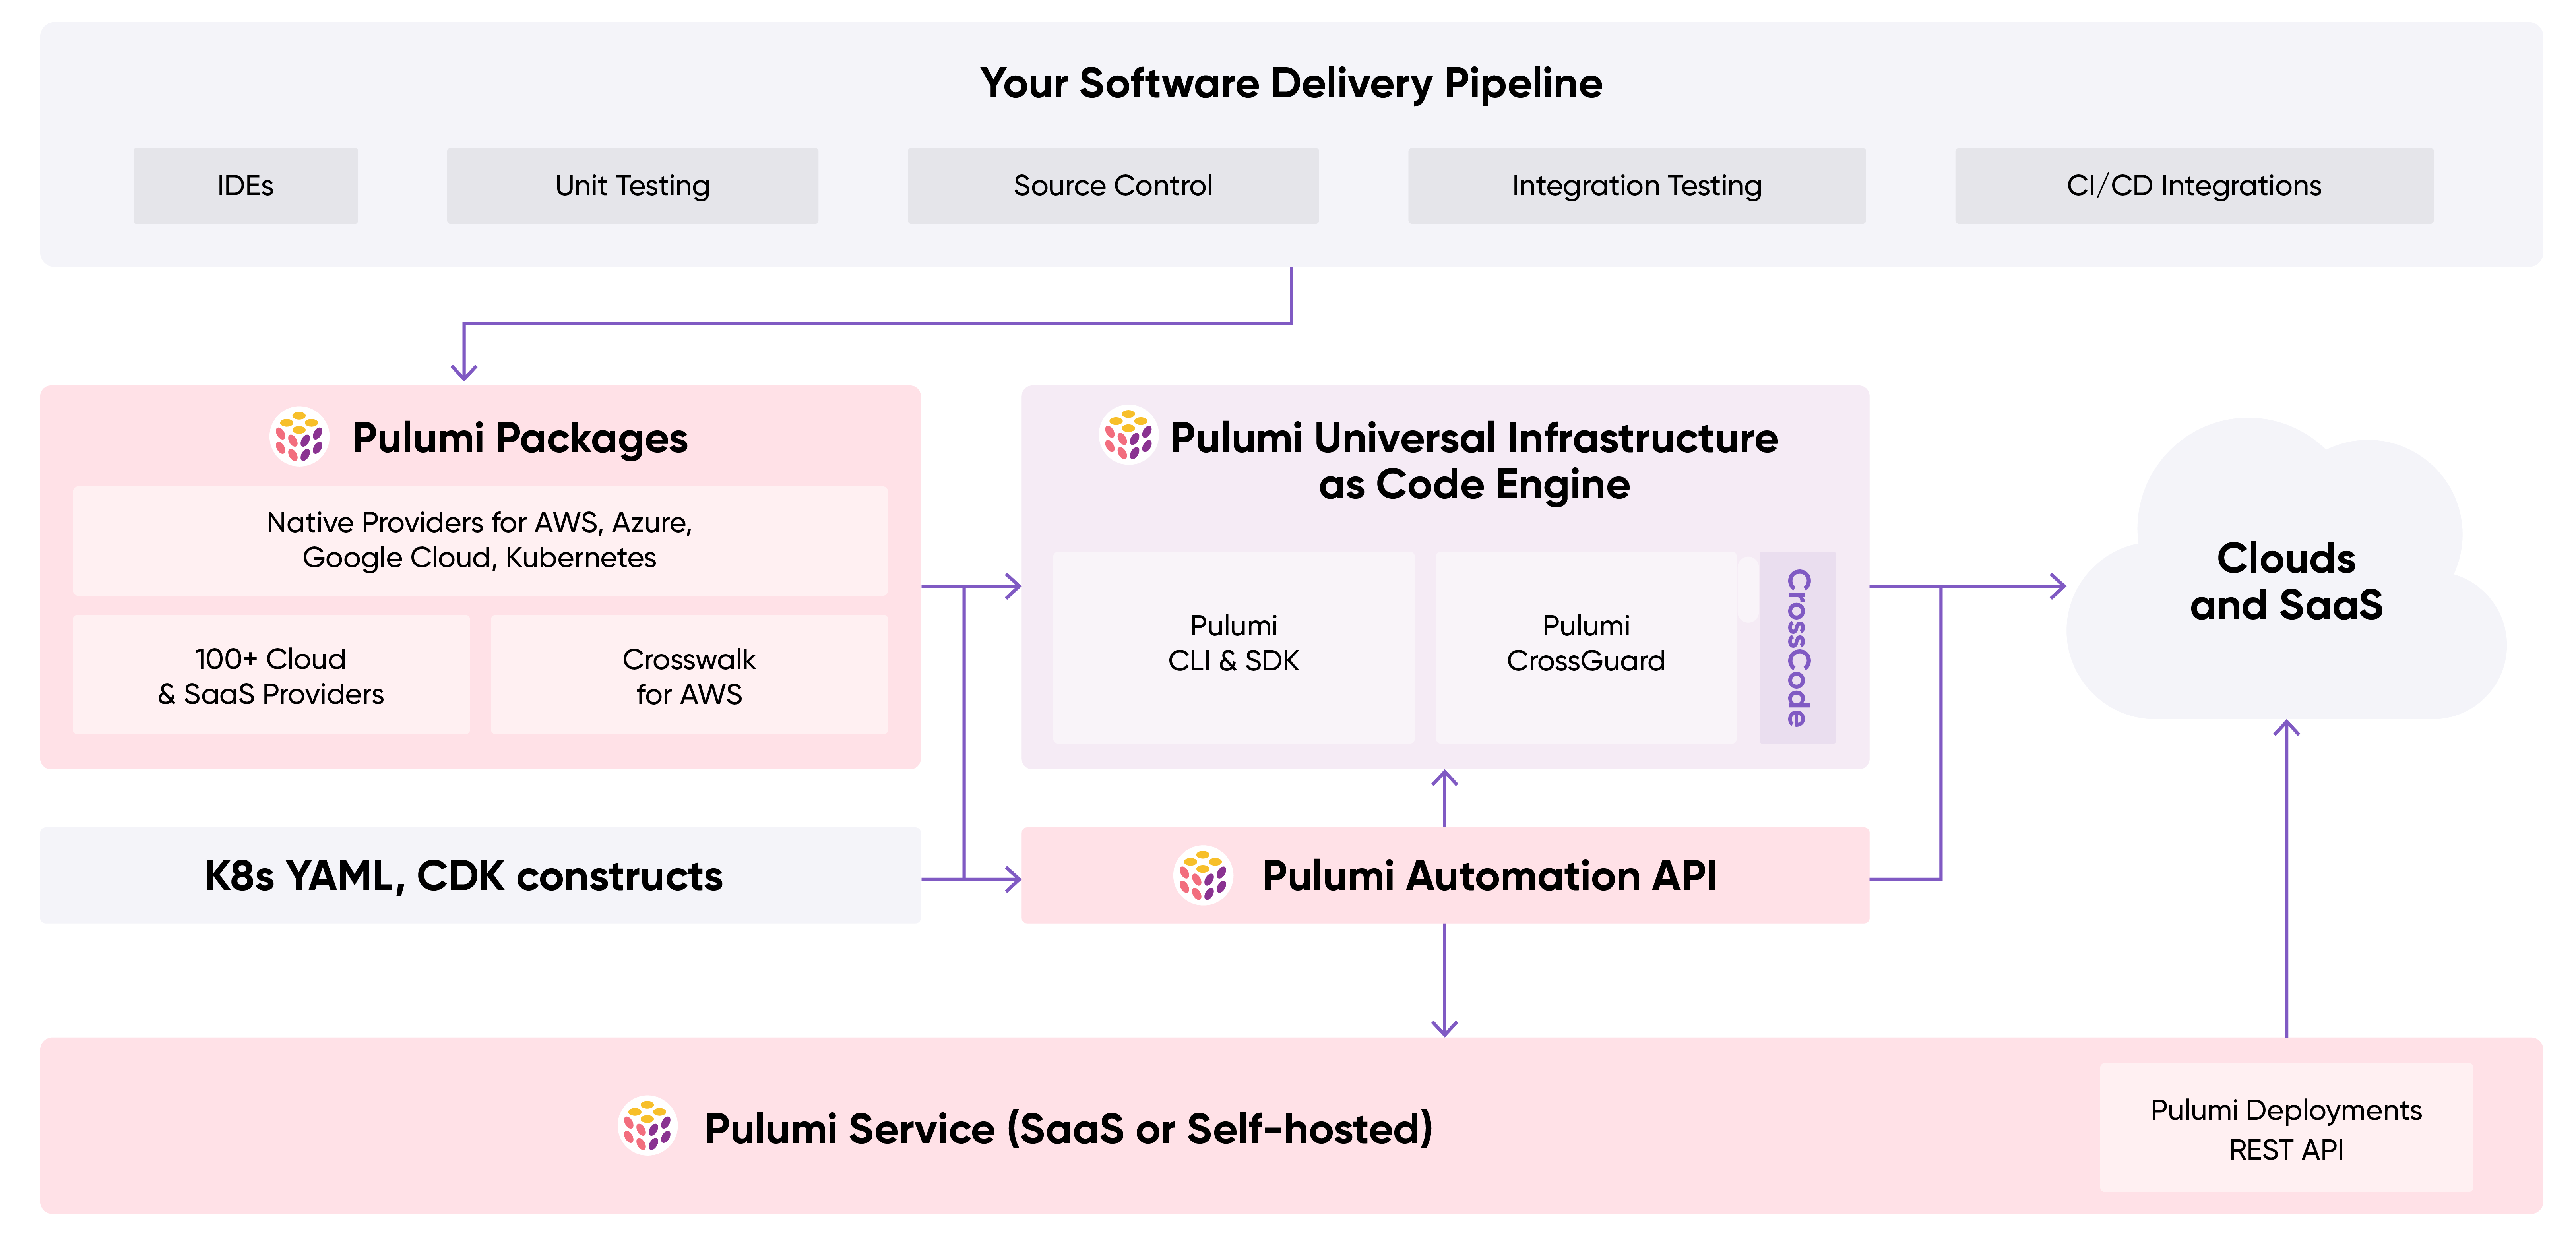 Your Software Delivery Pipeline
IDEs
Unit Testing
Source Control
Integration Testing
CI/CD Integrations
Pulumi Packages
Native Providers for AWS, Azure,
Google Cloud, Kubernetes
100+ Cloud
& SaaS Providers
Crosswalk
for AWS
Pulumi Universal Infrastructure
as Code Engine
Pulumi
CLI & SDK
Pulumi
CrossGuard
CrossCode
Clouds
and SaaS
K8s YAML, CDK constructs
Pulumi Automation API
Pulumi Service (SaaS or Self-hosted)
Pulumi Deployments
REST API